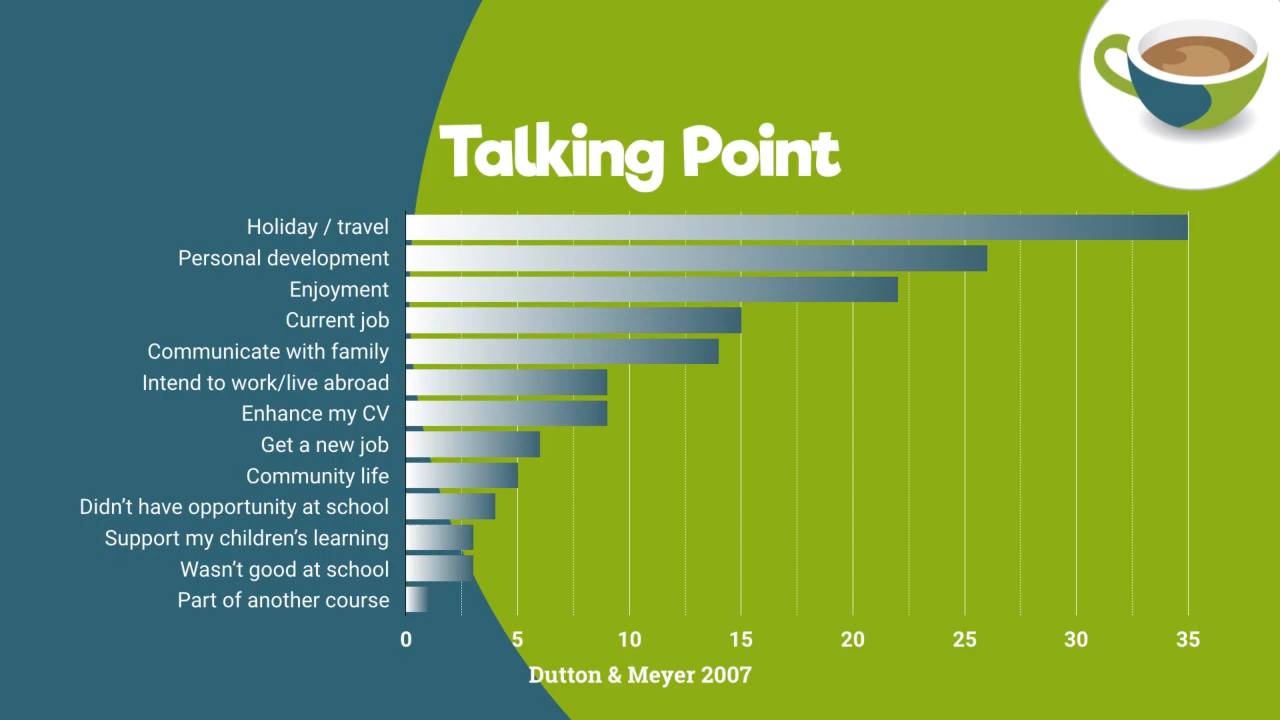 Talking Point
Holiday / travel
Personal development
Enjoyment
Current job
Communicate with family
Intend to work/live abroad
Enhance my CV
Get a new job
Community life
Didn’t have opportunity at school
Support my children’s learning
Wasn’t good at school
Part of another course
0 5 10 15 20 25 30 35
Dutton & Meyer 2007